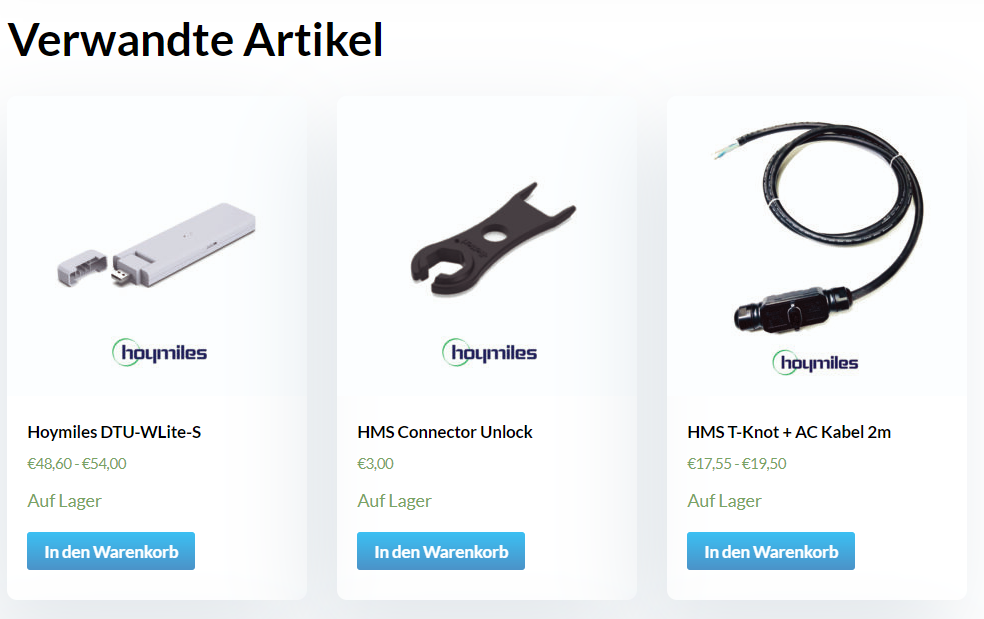 Verwandte Artikel
hoymiles
hoymiles
hoymiles
Hoymiles DTU-WLite-S
HMS Connector Unlock
HMS T-Knot + AC Kabel 2m
€48,60 - €54,00
€3,00
€17,55 - €19,50
Auf Lager
Auf Lager
Auf Lager
In den Warenkorb
In den Warenkorb
In den Warenkorb